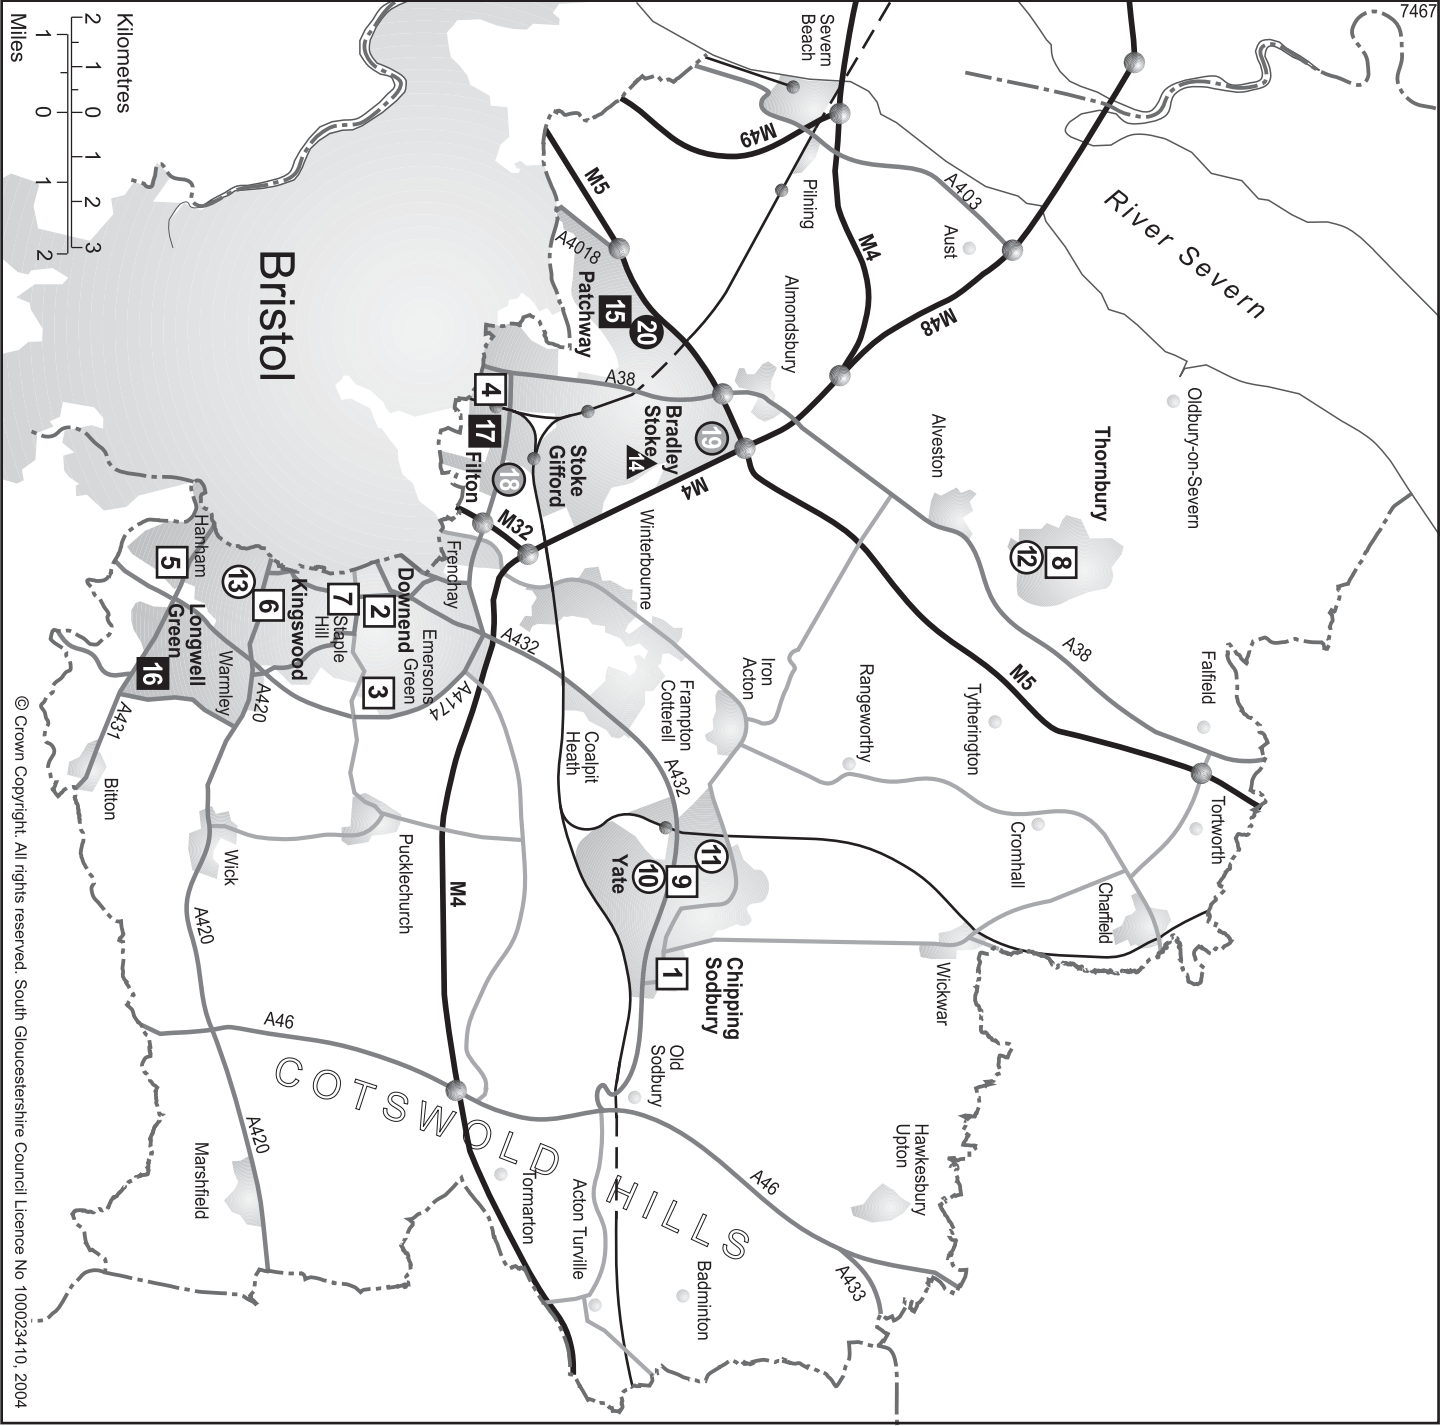 7467
River Severn
Severn
Beach
M49
Pilning
A403
Aust
M4
M48
M5
A4018
Almondsbury
Oldbury-on-Severn
Thornbury
8
12
Alveston
Patchway
15
20
A38
Bradley
Stoke
19
14
4
17
Filton
18
Stoke
Gifford
M4
M32
Winterbourne
Frenchay
A38
M5
Falfield
Tortworth
Tytherington
Rangeworthy
Iron
Acton
Cromhall
Charfield
Wickwar
Frampton
Cotterell
A432
A432
Coalpit
Heath
Yate
11
9
10
1
Chipping
Sodbury
Old
Sodbury
Hawkesbury
Upton
A46
A433
Badminton
Acton Turville
Tormarton
COTSWOLD HILLS
Bristol
Hanham
5
13
6
Kingswood
7
Staple
Hill
2
Downend
Emersons
Green
3
A4174
Longwell
Green
16
Warmley
A420
A431
Bitton
Wick
Pucklechurch
M4
A420
A46
A420
Marshfield
Kilometres
2 1 0 1 2 3
1 0 1 2
Miles
© Crown Copyright. All rights reserved. South Gloucestershire Council Licence No 100023410, 2004